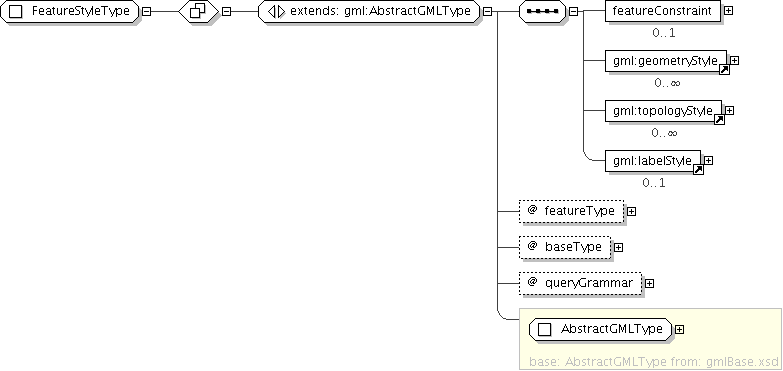 FeatureStyleType
extends: gml:AbstractGMLType
featureConstraint
0..1
gml:geometryStyle
0..∞
gml:topologyStyle
0..∞
gml:labelStyle
0..1
@ featureType
@ baseType
@ queryGrammar
AbstractGMLType
base: AbstractGMLType from: gmlBase.xsd